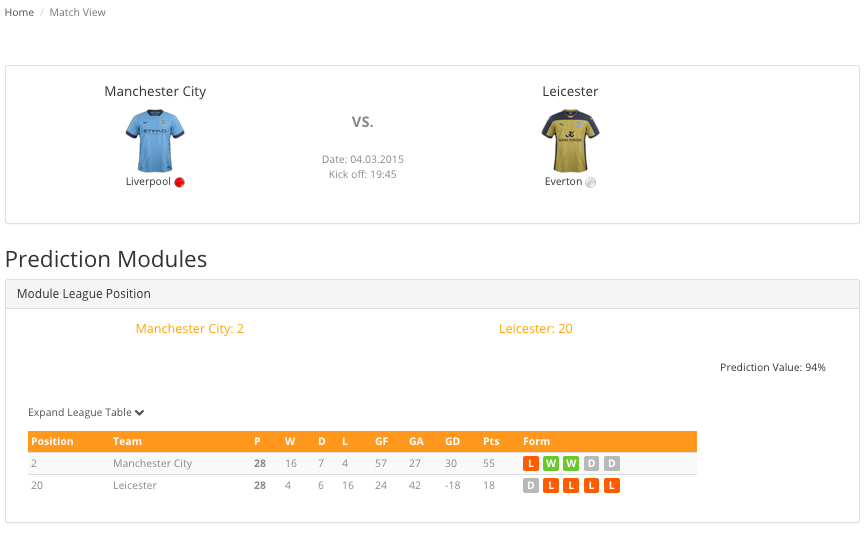 Home / Match View
Manchester City
Leicester
VS.
ETIHAD
KING POWER
Date: 04.03.2015
Kick off: 19:45
Liverpool
Everton
Prediction Modules
Module League Position
Manchester City: 2
Leicester: 20
Prediction Value: 94%
Expand League Table
Position Team P W D L GF GA GD Pts Form
2 Manchester City 28 16 7 4 57 27 30 55 L W W D D
20 Leicester 28 4 6 16 24 42 -18 18 D L L L L